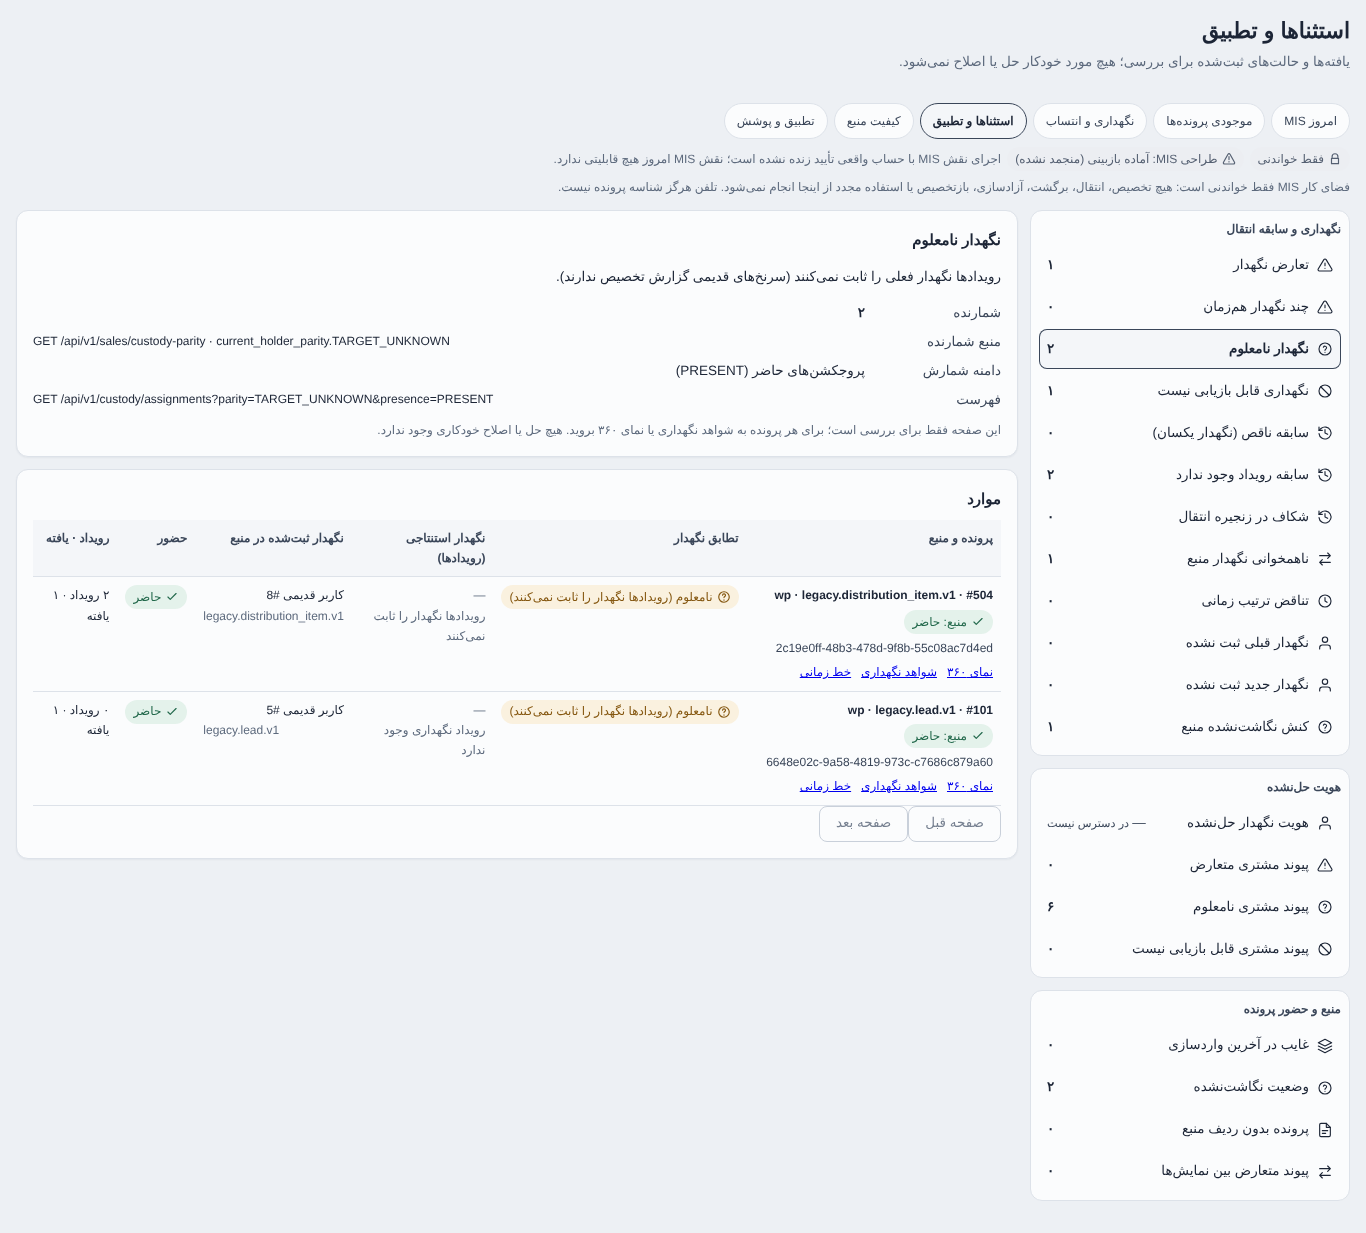 استثناها و تطبیق
یافته‌ها و حالت‌های ثبت‌شده برای بررسی؛ هیچ مورد خودکار حل یا اصلاح نمی‌شود.
امروز MIS
موجودی پرونده‌ها
نگهداری و انتساب
استثناها و تطبیق
کیفیت منبع
تطبیق و پوشش
فقط خواندنی
طراحی MIS: آماده بازبینی (منجمد نشده)
اجرای نقش MIS با حساب واقعی تأیید زنده نشده است؛ نقش MIS امروز هیچ قابلیتی ندارد.
فضای کار MIS فقط خواندنی است: هیچ تخصیص، انتقال، برگشت، آزادسازی، بازتخصیص یا استفاده مجدد از اینجا انجام نمی‌شود. تلفن هرگز شناسه پرونده نیست.
نگهداری و سابقه انتقال
تعارض نگهدار ۱
چند نگهدار هم‌زمان ۰
نگهدار نامعلوم ۲
نگهداری قابل بازیابی نیست ۱
سابقه ناقص (نگهدار یکسان) ۰
سابقه رویداد وجود ندارد ۲
شکاف در زنجیره انتقال ۰
ناهمخوانی نگهدار منبع ۱
تناقض ترتیب زمانی ۰
نگهدار قبلی ثبت نشده ۰
نگهدار جدید ثبت نشده ۰
کنش نگاشت‌نشده منبع ۱
هویت حل‌نشده
هویت نگهدار حل‌نشده — در دسترس نیست
پیوند مشتری متعارض ۰
پیوند مشتری نامعلوم ۶
پیوند مشتری قابل بازیابی نیست ۰
منبع و حضور پرونده
غایب در آخرین واردسازی ۰
وضعیت نگاشت‌نشده ۲
پرونده بدون ردیف منبع ۰
پیوند متعارض بین نمایش‌ها ۰
نگهدار نامعلوم
رویدادها نگهدار فعلی را ثابت نمی‌کنند (سرنخ‌های قدیمی گزارش تخصیص ندارند).
شمارنده ۲
منبع شمارنده GET /api/v1/sales/custody-parity · current_holder_parity.TARGET_UNKNOWN
دامنه شمارش پروجکشن‌های حاضر (PRESENT)
فهرست GET /api/v1/custody/assignments?parity=TARGET_UNKNOWN&presence=PRESENT
این صفحه فقط برای بررسی است؛ برای هر پرونده به شواهد نگهداری یا نمای ۳۶۰ بروید. هیچ حل یا اصلاح خودکاری وجود ندارد.
موارد
پرونده و منبع
تطابق نگهدار
نگهدار استنتاجی
(رویدادها)
نگهدار ثبت‌شده در منبع
حضور
رویداد · یافته
wp · legacy.distribution_item.v1 · #504
منبع: حاضر
2c19e0ff-48b3-478d-9f8b-55c08ac7d4ed
نمای ۳۶۰ شواهد نگهداری خط زمانی
نامعلوم (رویدادها نگهدار را ثابت نمی‌کنند)
—
رویدادها نگهدار را ثابت
نمی‌کنند
کاربر قدیمی #8
legacy.distribution_item.v1
حاضر
۲ رویداد · ۱
یافته
wp · legacy.lead.v1 · #101
منبع: حاضر
6648e02c-9a58-4819-973c-c7686c879a60
نمای ۳۶۰ شواهد نگهداری خط زمانی
نامعلوم (رویدادها نگهدار را ثابت نمی‌کنند)
—
رویداد نگهداری وجود
ندارد
کاربر قدیمی #5
legacy.lead.v1
حاضر
۰ رویداد · ۱
یافته
صفحه قبل
صفحه بعد